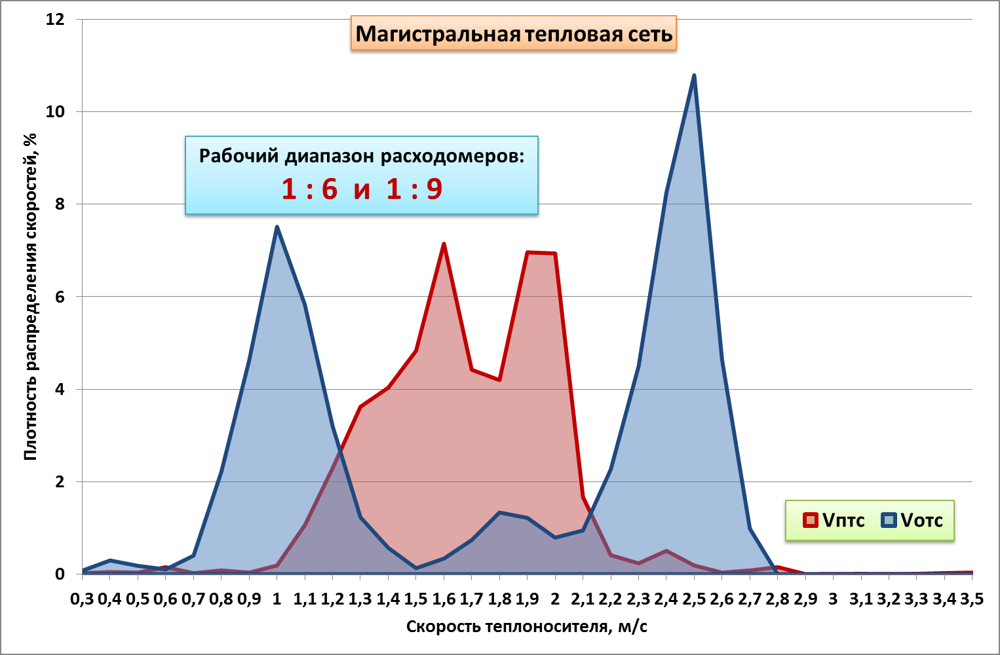 Магистральная тепловая сеть
12
10
8
6
4
2
0
Плотность распределения скоростей, %
Рабочий диапазон расходомеров:
1 : 6 и 1 : 9
Vптс Vотс
0,3 0,4 0,5 0,6 0,7 0,8 0,9 1 1,1 1,2 1,3 1,4 1,5 1,6 1,7 1,8 1,9 2 2,1 2,2 2,3 2,4 2,5 2,6 2,7 2,8 2,9 3 3,1 3,2 3,3 3,4 3,5
Скорость теплоносителя, м/с